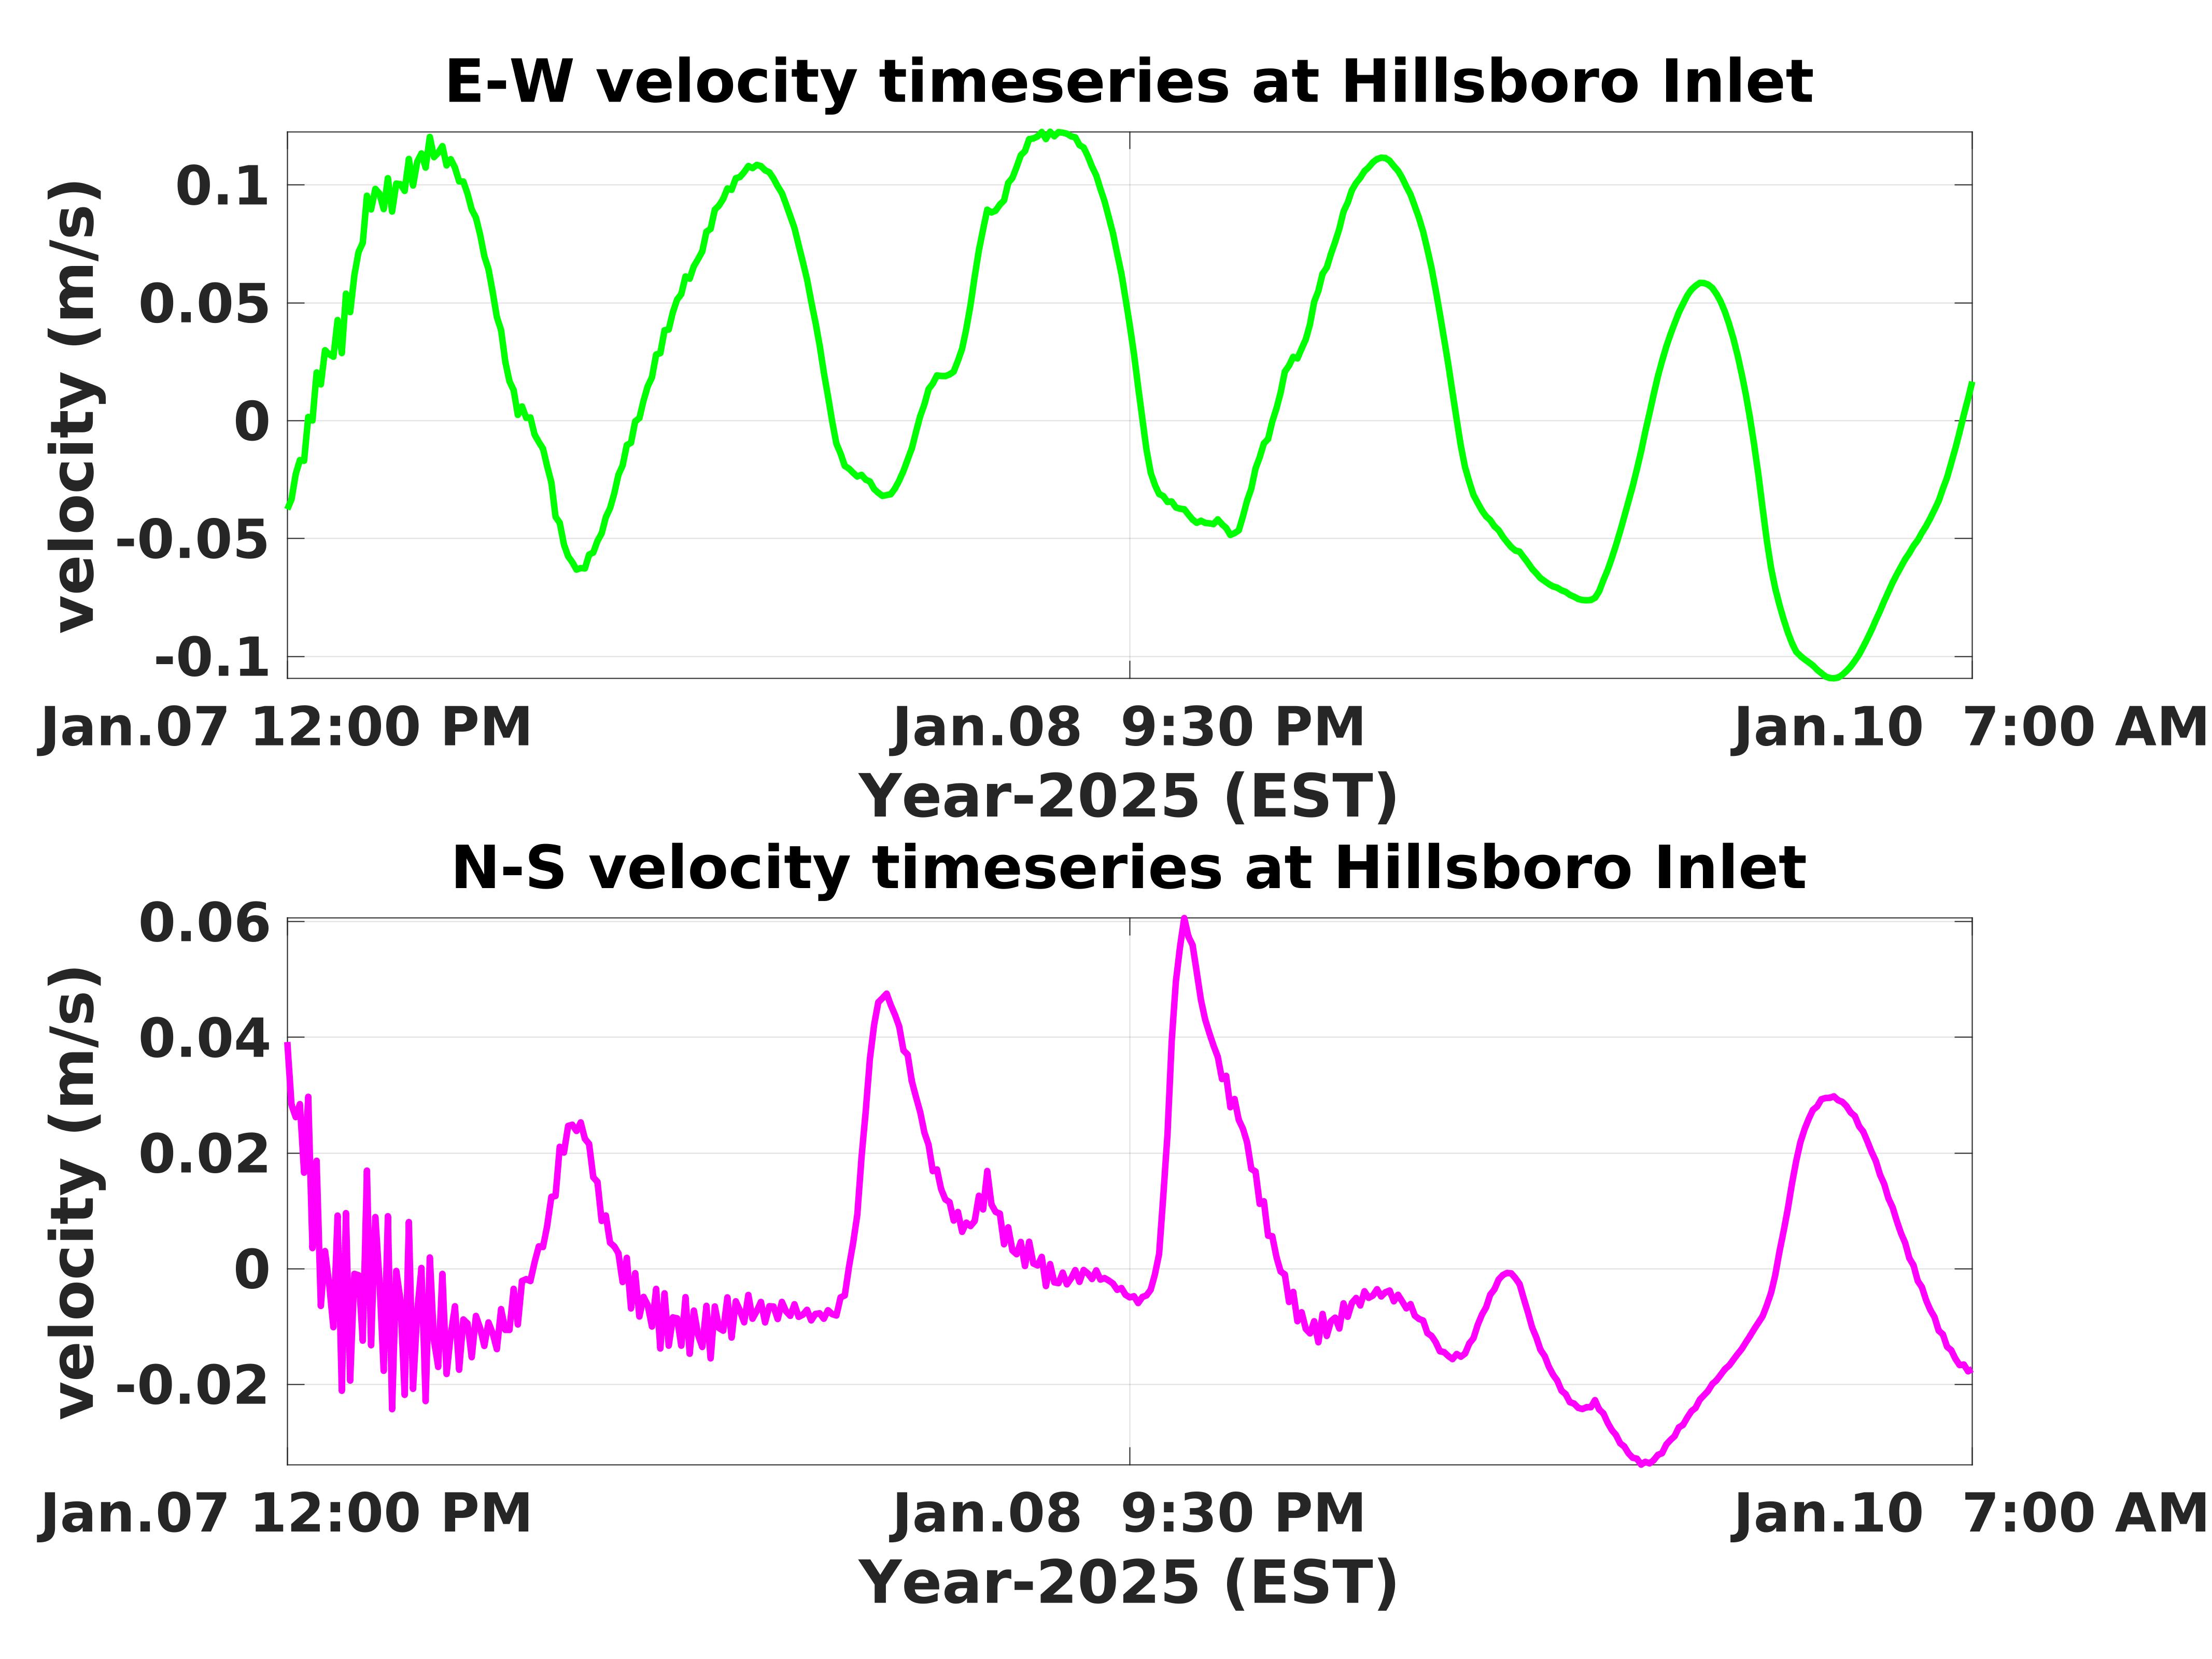 E-W velocity timeseries at Hillsboro Inlet
velocity (m/s)
0.1
0.05
0
-0.05
-0.1
Jan.07 12:00 PM Jan.08 9:30 PM Jan.10 7:00 AM
Year-2025 (EST)
N-S velocity timeseries at Hillsboro Inlet
velocity (m/s)
0.06
0.04
0.02
0
-0.02
Jan.07 12:00 PM Jan.08 9:30 PM Jan.10 7:00 AM
Year-2025 (EST)